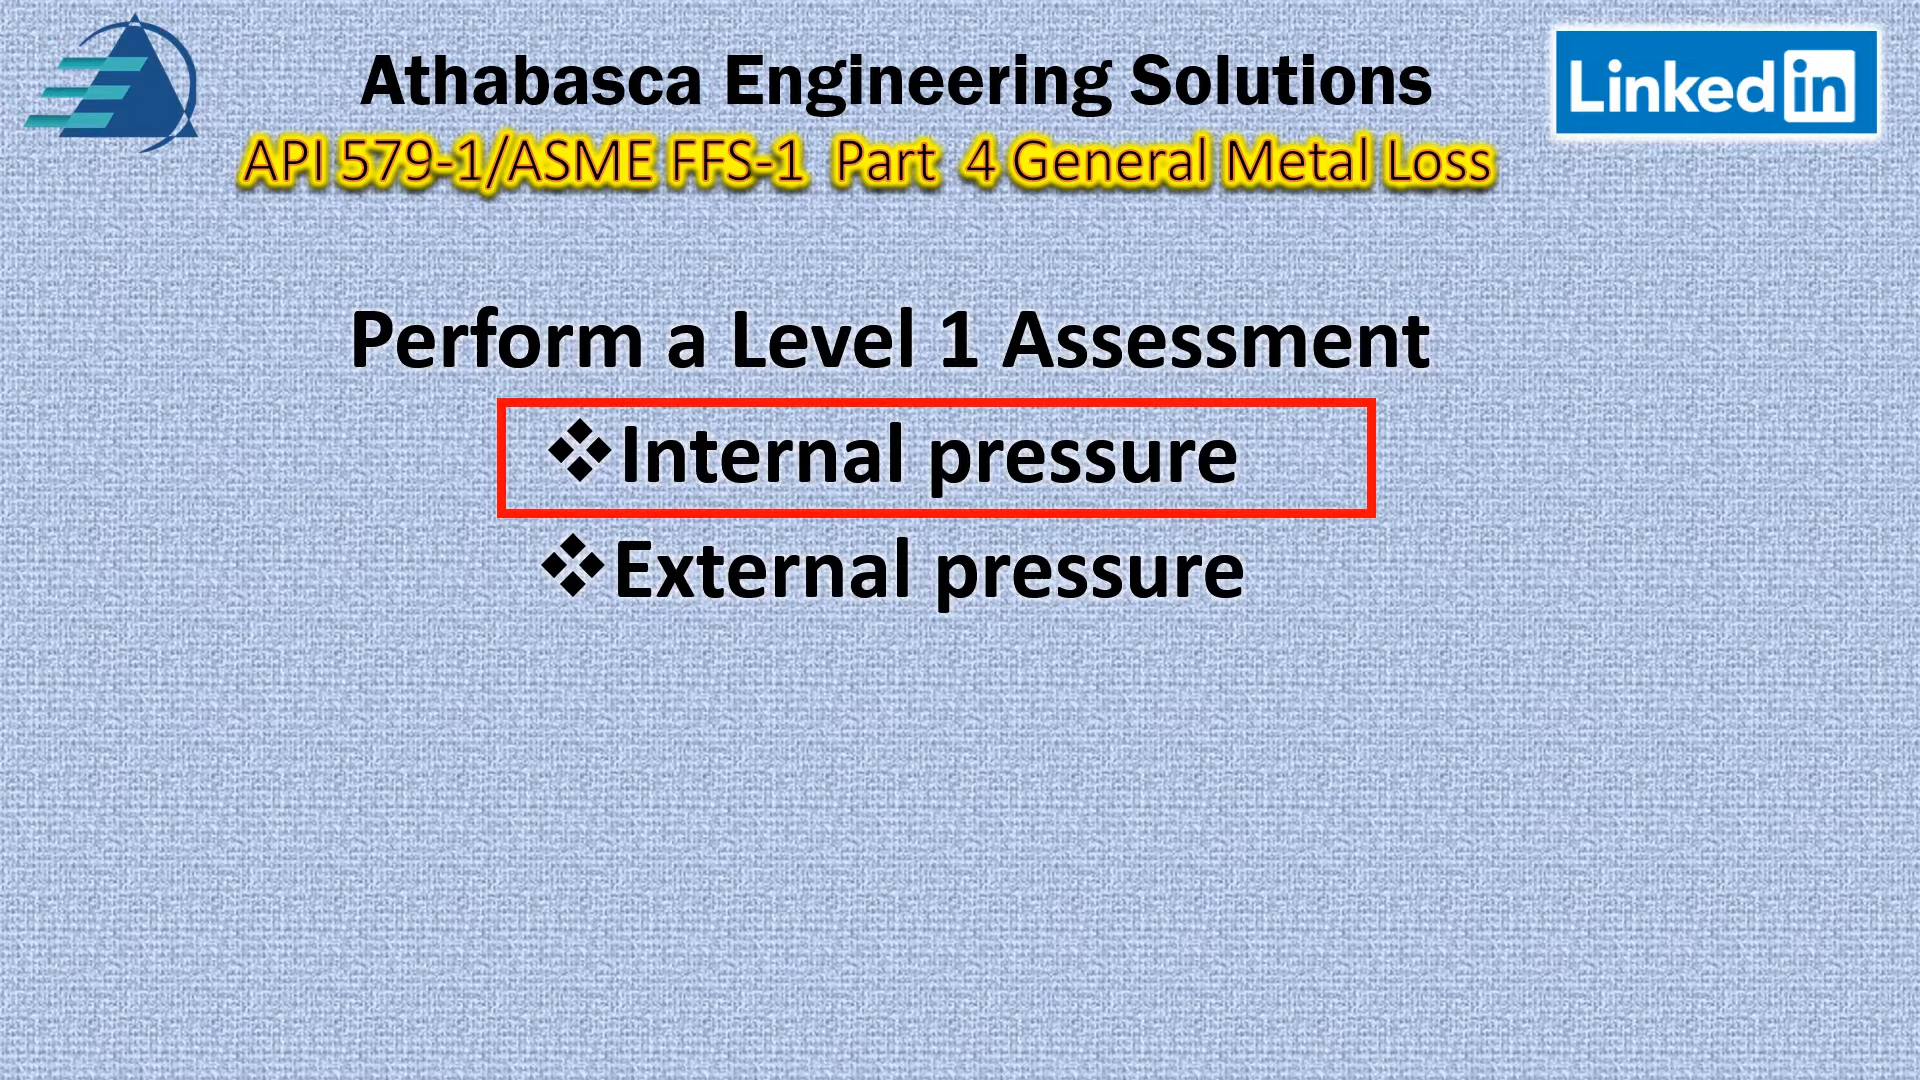 Athabasca Engineering Solutions
LinkedIn
API 579-1/ASME FFS-1 Part 4 General Metal Loss
Perform a Level 1 Assessment
❖Internal pressure
❖External pressure